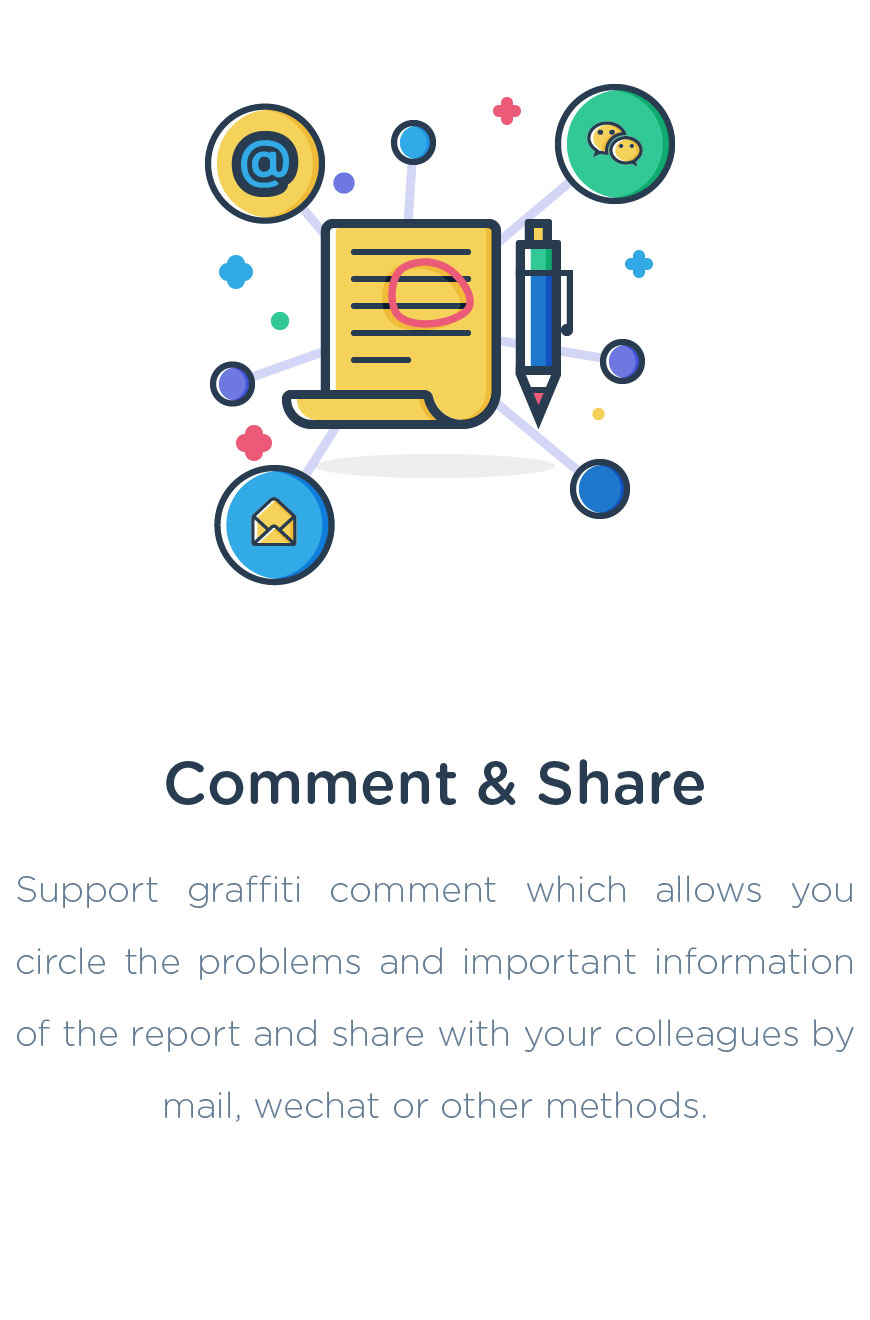 @
Comment & Share
Support graffiti comment which allows you
circle the problems and important information
of the report and share with your colleagues by
mail, wechat or other methods.